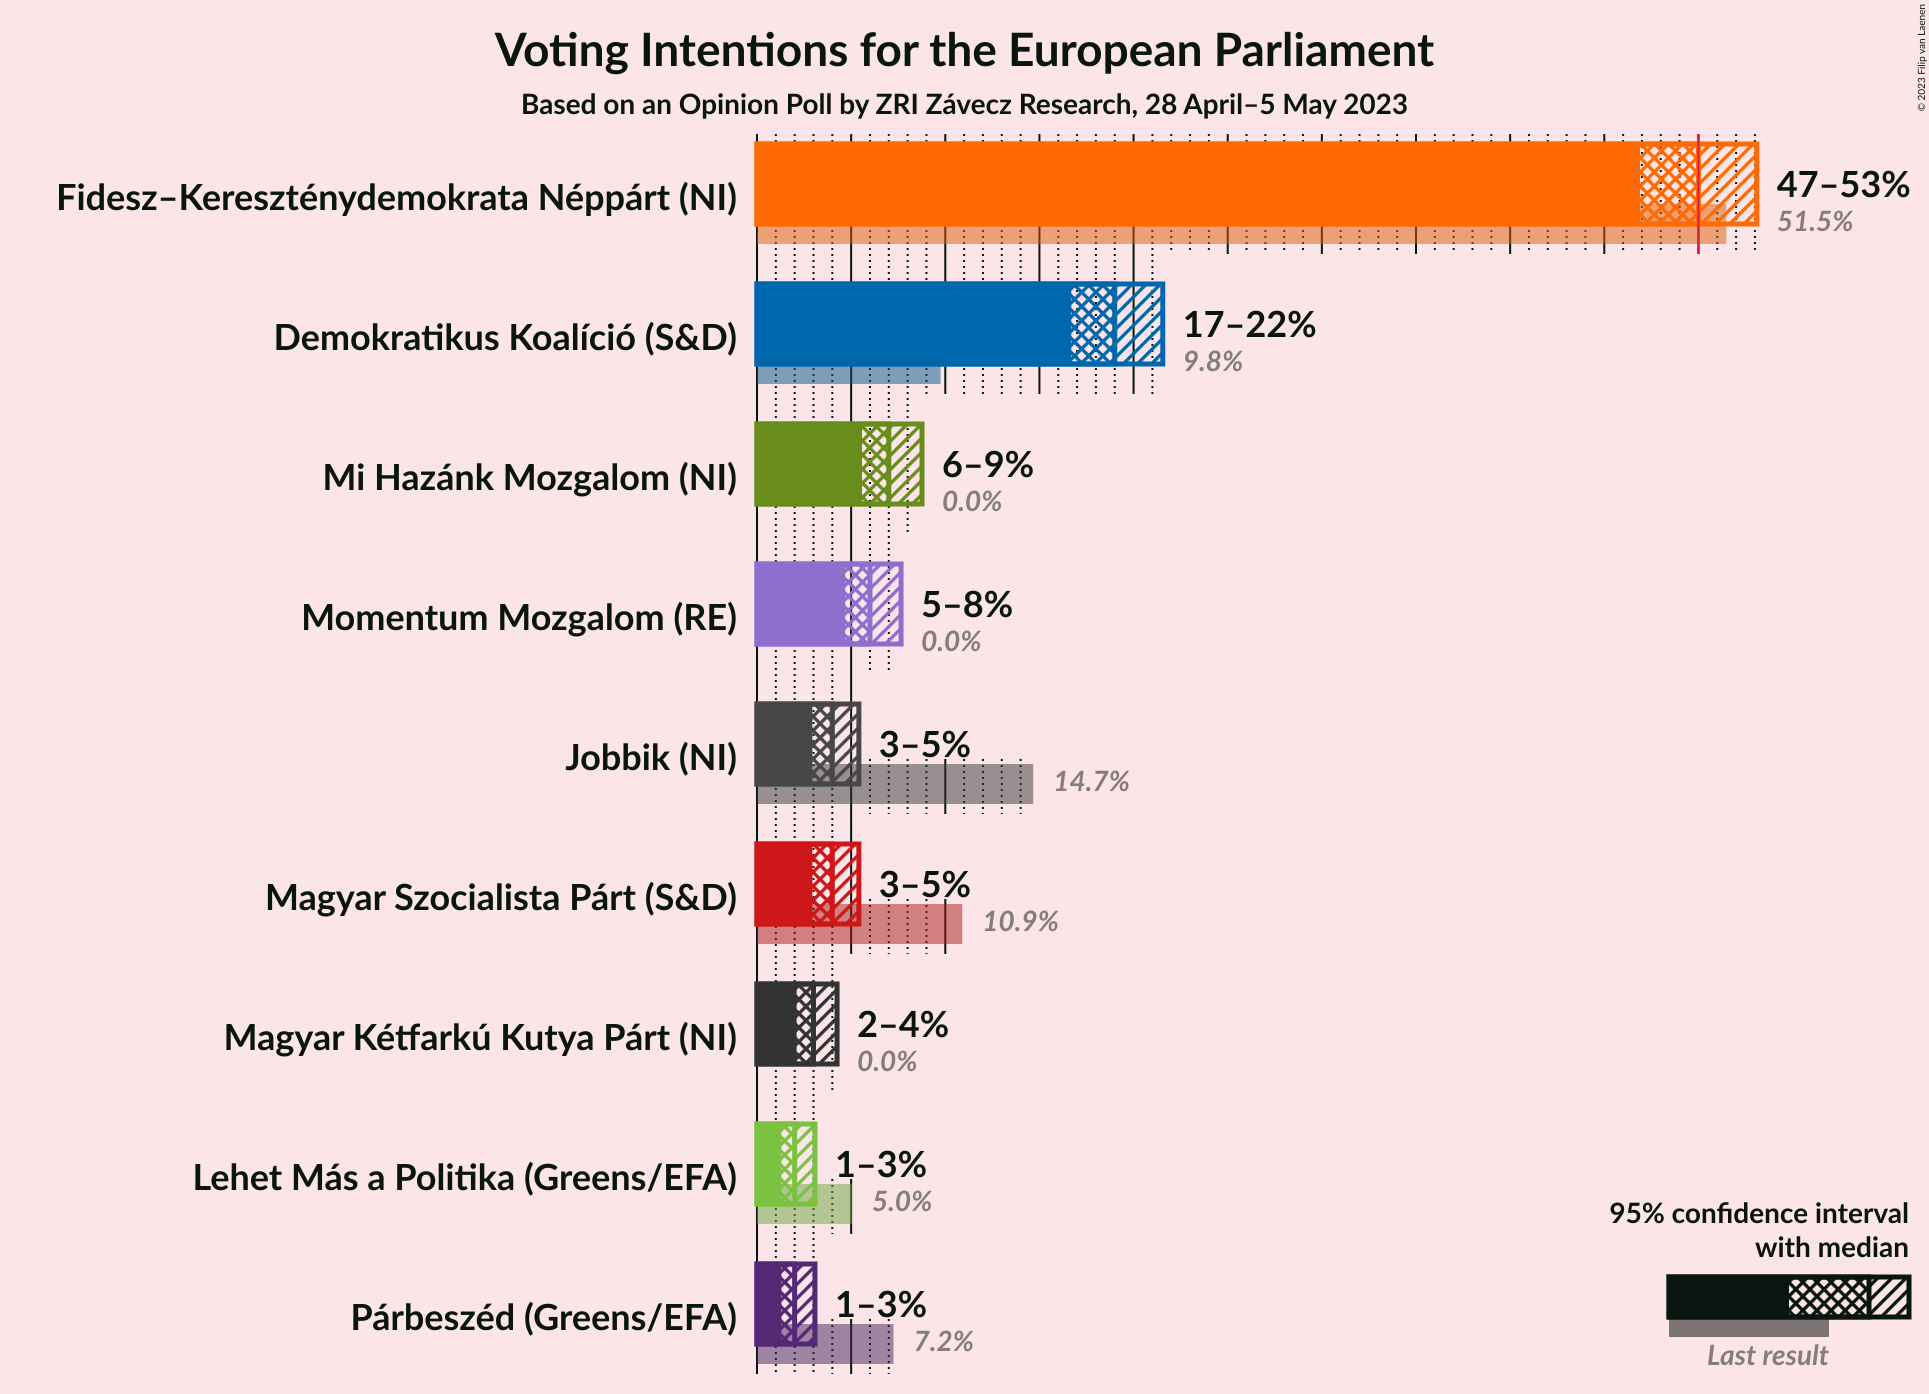 Voting Intentions for the European Parliament
Based on an Opinion Poll by ZRI Závecz Research, 28 April–5 May 2023
© 2023 Filip van Laenen
Fidesz–Kereszténydemokrata Néppárt (NI)
47–53%
51.5%
Demokratikus Koalíció (S&D)
17–22%
9.8%
Mi Hazánk Mozgalom (NI)
6–9%
0.0%
Momentum Mozgalom (RE)
5–8%
0.0%
Jobbik (NI)
3–5%
14.7%
Magyar Szocialista Párt (S&D)
3–5%
10.9%
Magyar Kétfarkú Kutya Párt (NI)
2–4%
0.0%
Lehet Más a Politika (Greens/EFA)
1–3%
5.0%
Párbeszéd (Greens/EFA)
1–3%
7.2%
95% confidence interval
with median
Last result